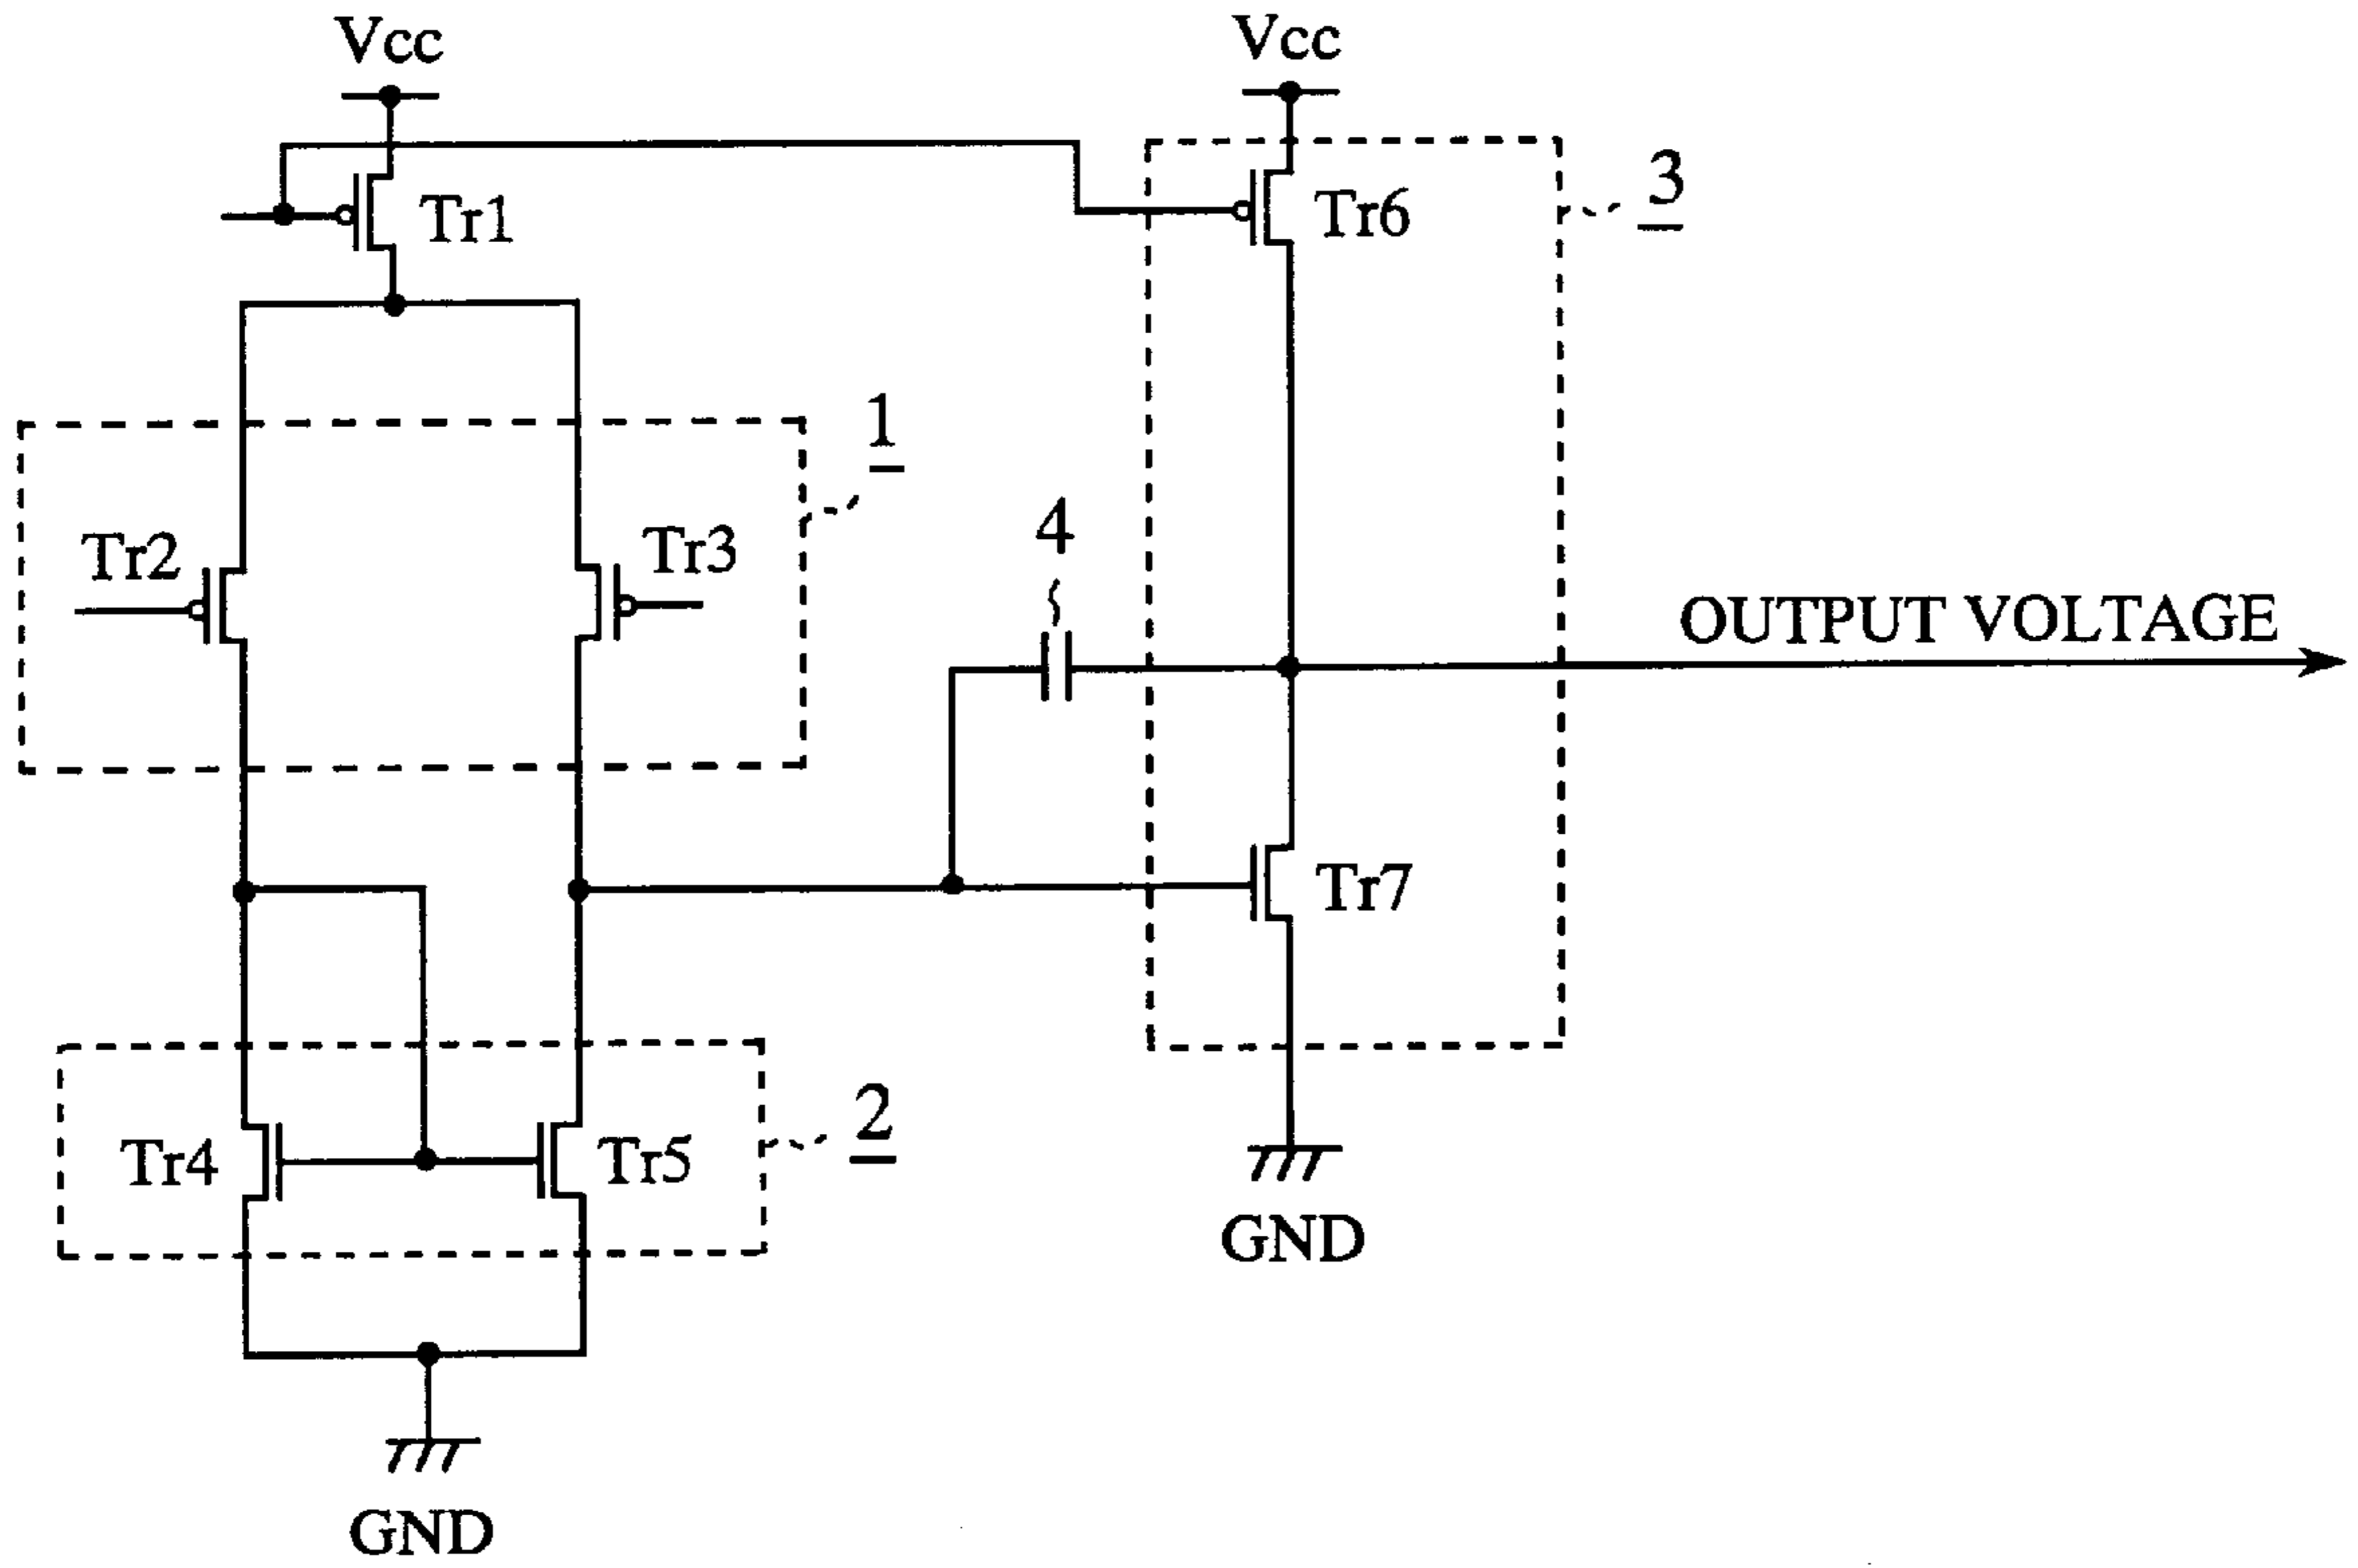 Vcc
Vcc
Tr1
Tr6
3
1
Tr2
Tr3
4
OUTPUT VOLTAGE
Tr7
Tr4
Tr5
2
GND
GND